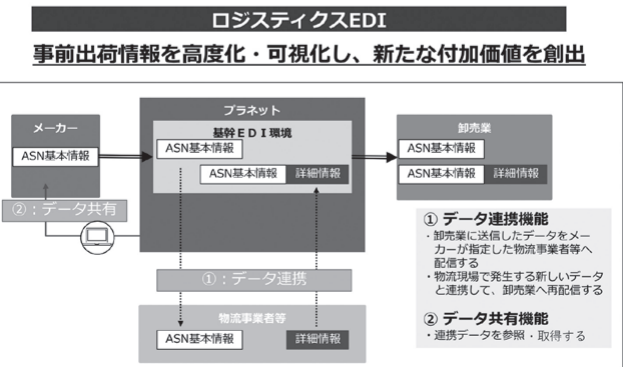 ロジスティクスEDI
事前出荷情報を高度化・可視化し、新たな付加価値を創出
プラネット
メーカー
基幹EDI環境
卸売業
ASN基本情報
ASN基本情報
ASN基本情報
ASN基本情報 詳細情報
ASN基本情報 詳細情報
②：データ共有
①：データ連携
物流事業者等
ASN基本情報
詳細情報
① データ連携機能
・卸売業に送信したデータをメー
カーが指定した物流事業者等へ
配信する
・物流現場で発生する新しいデータ
と連携して、卸売業へ再配信する
② データ共有機能
・連携データを参照・取得する